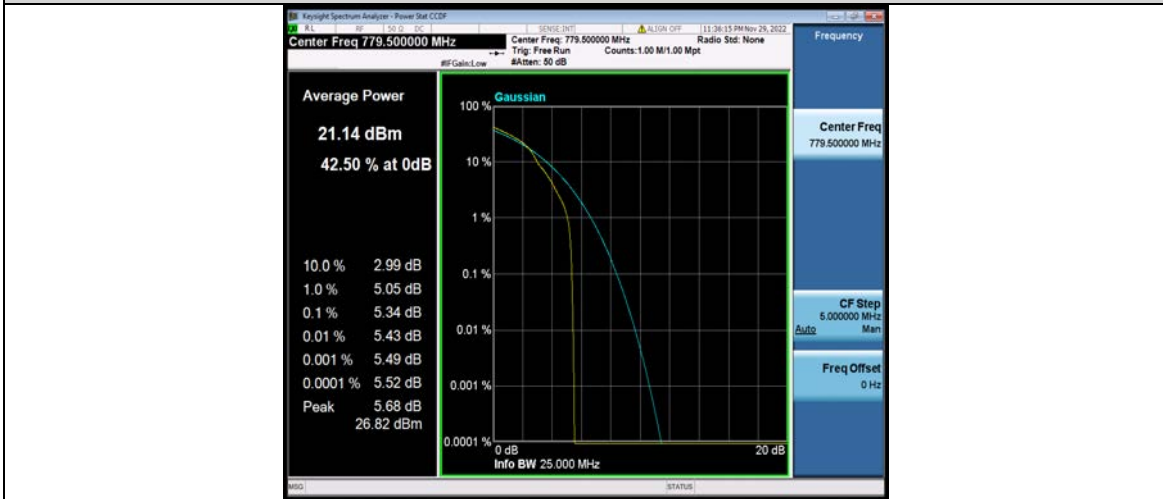 Keysight Spectrum Analyzer - Power Stat CCDF
RL RF 50 Ω DC SENSE:INT ALIGN OFF 11:36:15 PM Nov 29, 2022
Center Freq 779.500000 MHz
Center Freq: 779.500000 MHz Radio Std: None
Trig: Free Run Counts:1.00 M/1.00 Mpt
#IFGain:Low #Atten: 50 dB
Frequency
Average Power
21.14 dBm
42.50 % at 0dB
10.0 % 2.99 dB
1.0 % 5.05 dB
0.1 % 5.34 dB
0.01 % 5.43 dB
0.001 % 5.49 dB
0.0001 % 5.52 dB
Peak 5.68 dB
26.82 dBm
Gaussian
100 %
10 %
1 %
0.1 %
0.01 %
0.001 %
0.0001 %
0 dB 20 dB
Info BW 25.000 MHz
Center Freq
779.500000 MHz
CF Step
5.000000 MHz
Auto Man
Freq Offset
0 Hz
MSG STATUS